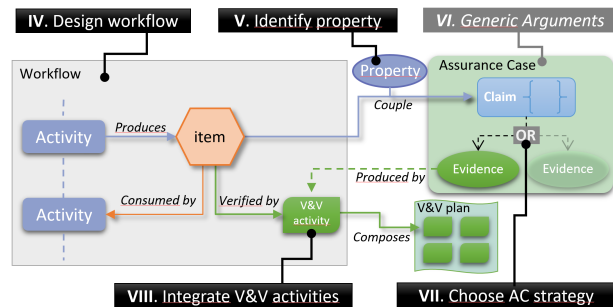 IV. Design workflow
V. Identify property
VI. Generic Arguments
Workflow
Property
Assurance Case
Couple
Claim
Activity
Produces
item
OR
Evidence
Evidence
Produced by
Activity
Consumed by
Verified by
V&V
activity
V&V plan
Composes
VIII. Integrate V&V activities
VII. Choose AC strategy